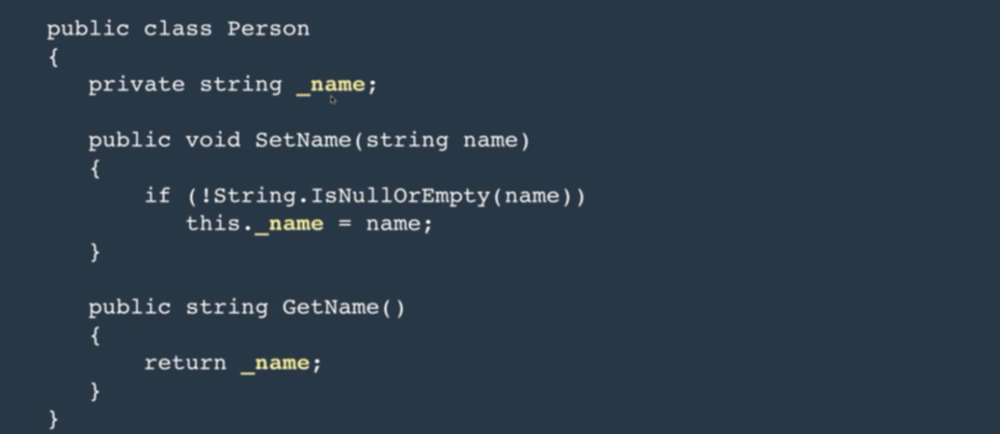 public class Person
{
private string _name;
public void SetName(string name)
{
if (!String.IsNullOrEmpty(name))
this._name = name;
}
public string GetName()
{
return _name;
}
}